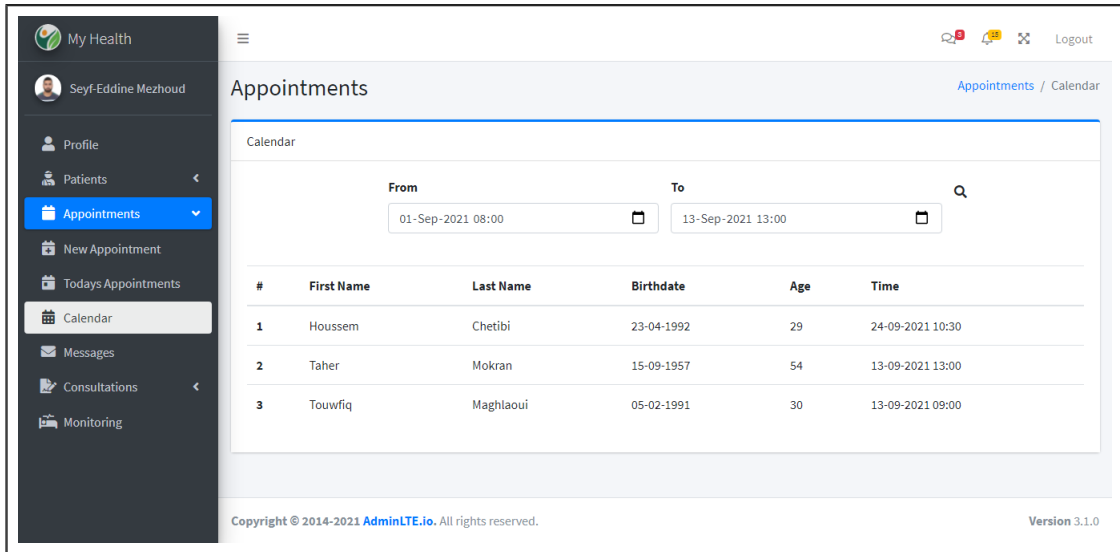 My Health
3
15
Logout
Seyf-Eddine Mezhoud
Appointments
Appointments / Calendar
Profile
Patients
Appointments
New Appointment
Todays Appointments
Calendar
Messages
Consultations
Monitoring
Calendar
From To
01-Sep-2021 08:00 13-Sep-2021 13:00
# First Name Last Name Birthdate Age Time
1 Houssem Chetibi 23-04-1992 29 24-09-2021 10:30
2 Taher Mokran 15-09-1957 54 13-09-2021 13:00
3 Touwfiq Maghlaoui 05-02-1991 30 13-09-2021 09:00
Copyright © 2014-2021 AdminLTE.io. All rights reserved. Version 3.1.0